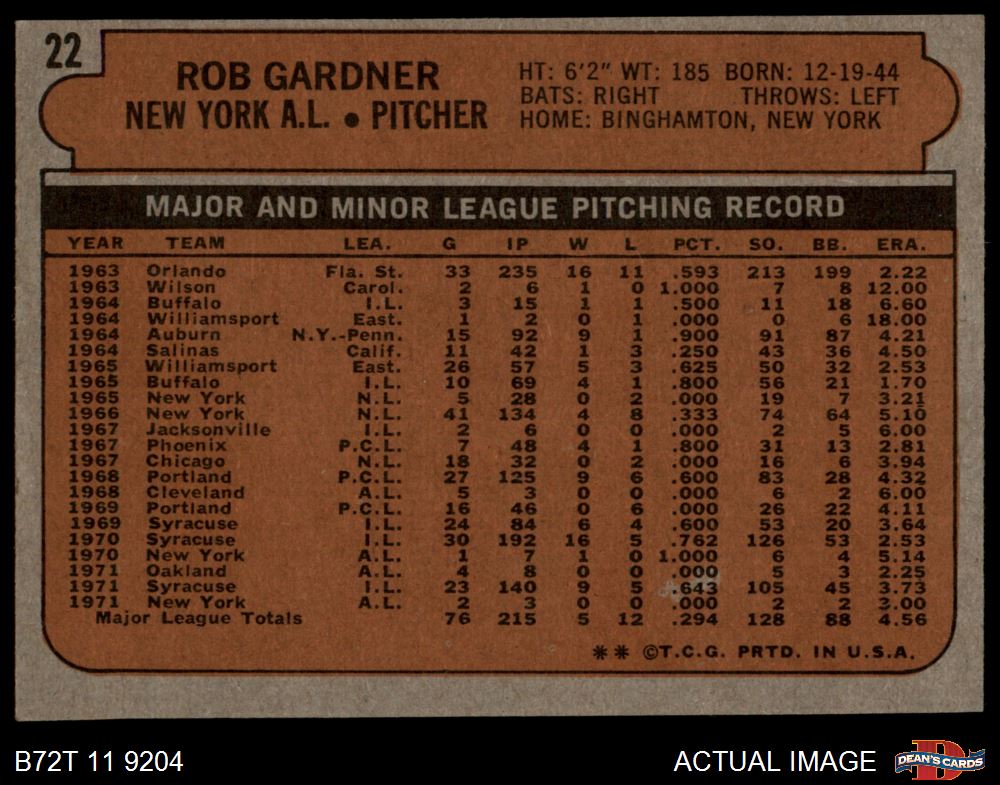 22
ROB GARDNER
NEW YORK A.L. • PITCHER
HT: 6'2" WT: 185 BORN: 12-19-44
BATS: RIGHT THROWS: LEFT
HOME: BINGHAMTON, NEW YORK
MAJOR AND MINOR LEAGUE PITCHING RECORD
YEAR TEAM LEA. G IP W L PCT. SO. BB. ERA.
1963 Orlando Fla. St. 33 235 16 11 .593 213 199 2.22
1963 Wilson Carol. 2 6 1 0 1.000 7 8 12.00
1964 Buffalo I.L. 3 15 1 1 .500 11 18 6.60
1964 Williamsport East. 1 2 0 1 .000 0 6 18.00
1964 Auburn N.Y.-Penn. 15 92 9 1 .900 91 87 4.21
1964 Salinas Calif. 11 42 1 3 .250 43 36 4.50
1965 Williamsport East. 26 57 5 3 .625 50 32 2.53
1965 Buffalo I.L. 10 69 4 1 .800 56 21 1.70
1965 New York N.L. 5 28 0 2 .000 19 7 3.21
1966 New York N.L. 41 134 4 8 .333 74 64 5.10
1967 Jacksonville I.L. 2 6 0 0 .000 2 5 6.00
1967 Phoenix P.C.L. 7 48 4 1 .800 31 13 2.81
1967 Chicago N.L. 18 32 0 2 .000 16 6 3.94
1968 Portland P.C.L. 27 125 9 6 .600 83 28 4.32
1968 Cleveland A.L. 5 3 0 0 .000 6 2 6.00
1969 Portland P.C.L. 16 46 0 6 .000 26 22 4.11
1969 Syracuse I.L. 24 84 6 4 .600 53 20 3.64
1970 Syracuse I.L. 30 192 16 5 .762 126 53 2.53
1970 New York A.L. 1 7 1 0 1.000 6 4 5.14
1971 Oakland A.L. 4 8 0 0 .000 5 3 2.25
1971 Syracuse I.L. 23 140 9 5 .643 105 45 3.73
1971 New York A.L. 2 3 0 0 .000 2 2 3.00
Major League Totals 76 215 5 12 .294 128 88 4.56
** ©T.C.G. PRTD. IN U.S.A.
B72T 11 9204
ACTUAL IMAGE
D
DEAN'S CARDS